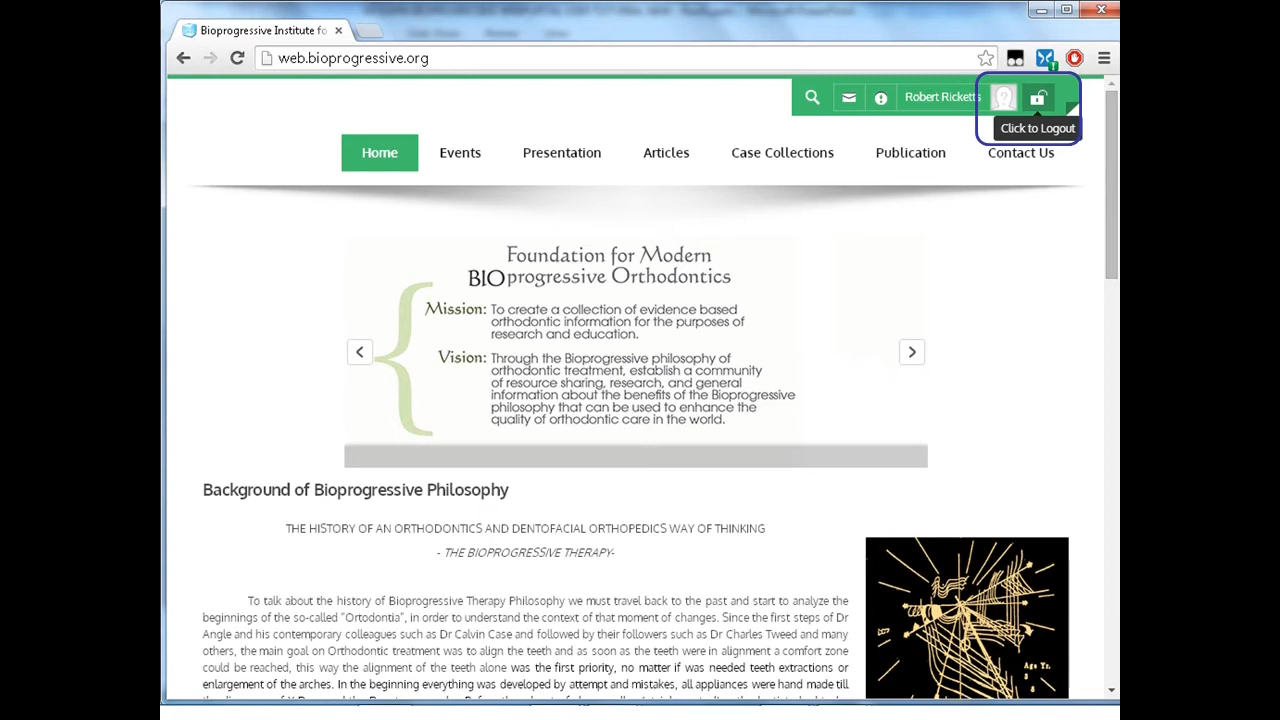 Bioprogressive Institute fo
web.bioprogressive.org
Robert Ricketts
Click to Logout
Home Events Presentation Articles Case Collections Publication Contact Us
Foundation for Modern
BIOprogressive Orthodontics
Mission: To create a collection of evidence based
orthodontic information for the purposes of
research and education.
Vision: Through the Bioprogressive philosophy of
orthodontic treatment, establish a community
of resource sharing, research, and general
information about the benefits of the Bioprogressive
philosophy that can be used to enhance the
quality of orthodontic care in the world.
Background of Bioprogressive Philosophy
THE HISTORY OF AN ORTHODONTICS AND DENTOFACIAL ORTHOPEDICS WAY OF THINKING
- THE BIOPROGRESSIVE THERAPY-
To talk about the history of Bioprogressive Therapy Philosophy we must travel back to the past and start to analyze the
beginnings of the so-called "Ortodontia", in order to understand the context of that moment of changes. Since the first steps of Dr
Angle and his contemporary colleagues such as Dr Calvin Case and followed by their followers such as Dr Charles Tweed and many
others, the main goal on Orthodontic treatment was to align the teeth and as soon as the teeth were in alignment a comfort zone
could be reached, this way the alignment of the teeth alone was the first priority, no matter if was needed teeth extractions or
enlargement of the arches. In the beginning everything was developed by attempt and mistakes, all appliances were hand made till
Age Yr.
3
8